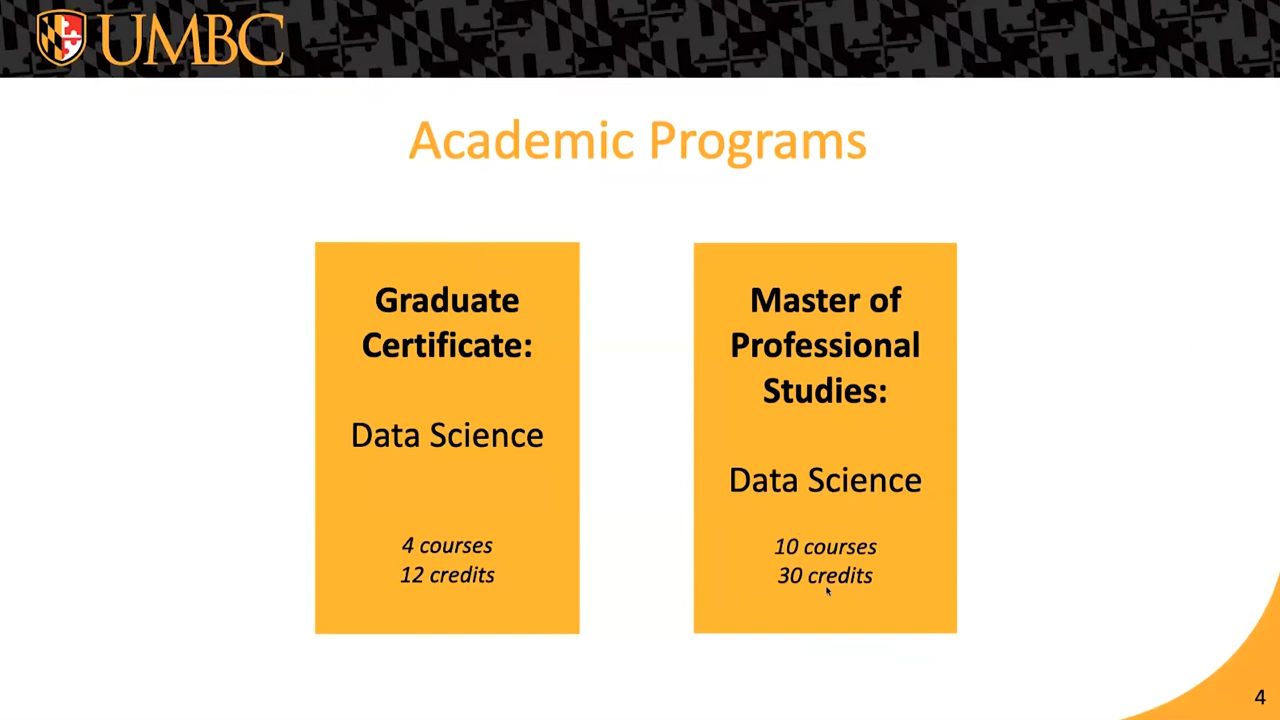 UMBC
Academic Programs
Graduate
Certificate:
Data Science
4 courses
12 credits
Master of
Professional
Studies:
Data Science
10 courses
30 credits
4